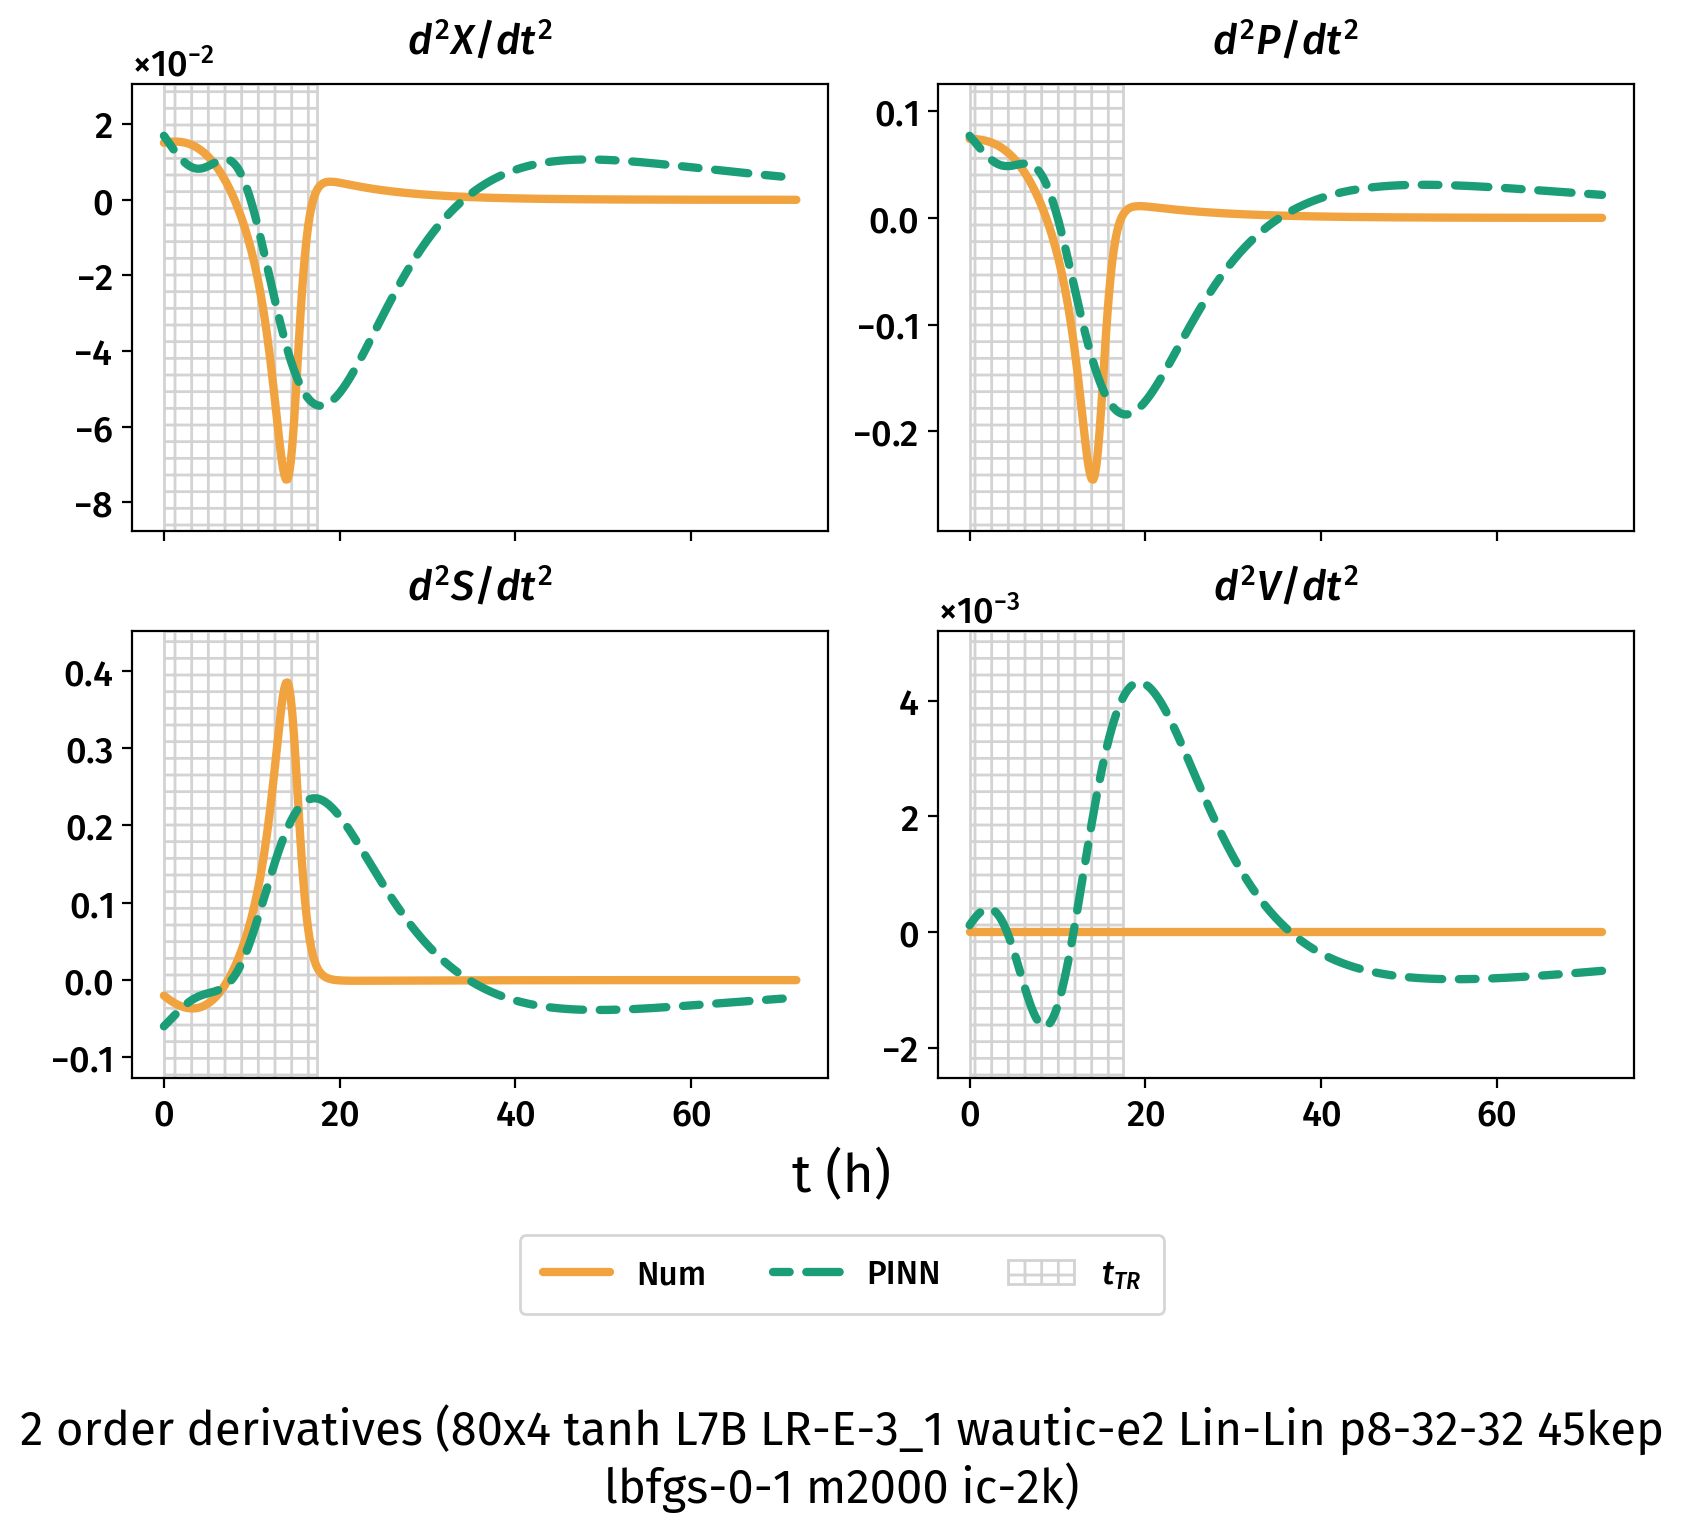 d²X/dt²
×10⁻²
2
0
−2
−4
−6
−8
d²P/dt²
0.1
0.0
−0.1
−0.2
d²S/dt²
0.4
0.3
0.2
0.1
0.0
−0.1
0 20 40 60
d²V/dt²
×10⁻³
4
2
0
−2
0 20 40 60
t (h)
Num PINN t_TR
2 order derivatives (80x4 tanh L7B LR-E-3_1 wautic-e2 Lin-Lin p8-32-32 45kep
lbfgs-0-1 m2000 ic-2k)